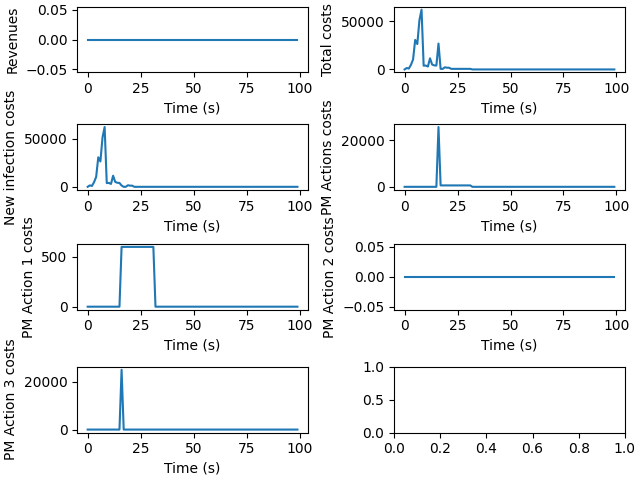 Revenues
0.05
0.00
−0.05
0 25 50 75 100
Time (s)
Total costs
50000
0
0 25 50 75 100
Time (s)
New infection costs
50000
0
0 25 50 75 100
Time (s)
PM Actions costs
20000
0
0 25 50 75 100
Time (s)
PM Action 1 costs
500
0
0 25 50 75 100
Time (s)
PM Action 2 costs
0.05
0.00
−0.05
0 25 50 75 100
Time (s)
PM Action 3 costs
20000
0
0 25 50 75 100
Time (s)
1.0
0.5
0.0
0.0 0.2 0.4 0.6 0.8 1.0